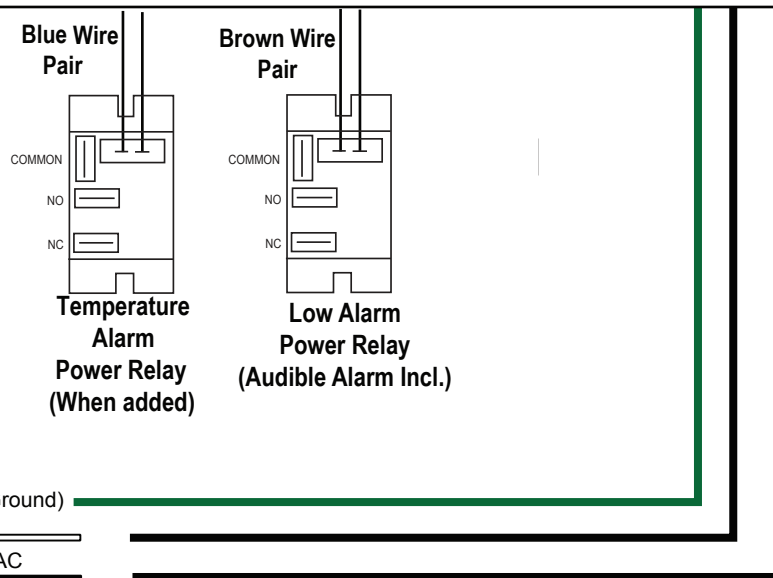 Blue Wire
Pair
Brown Wire
Pair
COMMON
NO
NC
COMMON
NO
NC
Temperature
Alarm
Power Relay
(When added)
Low Alarm
Power Relay
(Audible Alarm Incl.)
round)
AC